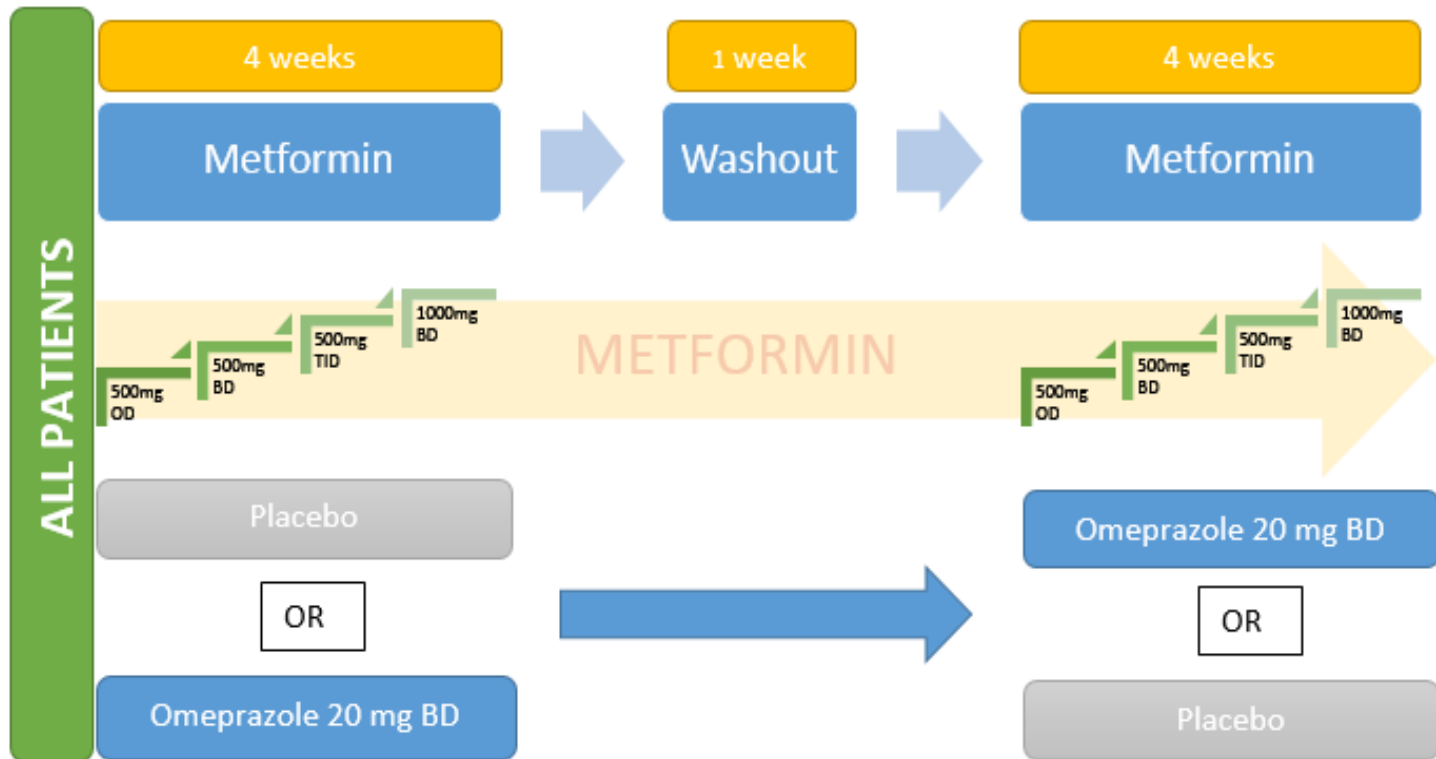 ALL PATIENTS
4 weeks
1 week
4 weeks
Metformin
Washout
Metformin
METFORMIN
500mg
OD
500mg
BD
500mg
TID
1000mg
BD
500mg
OD
500mg
BD
500mg
TID
1000mg
BD
Placebo
OR
Omeprazole 20 mg BD
Omeprazole 20 mg BD
OR
Placebo